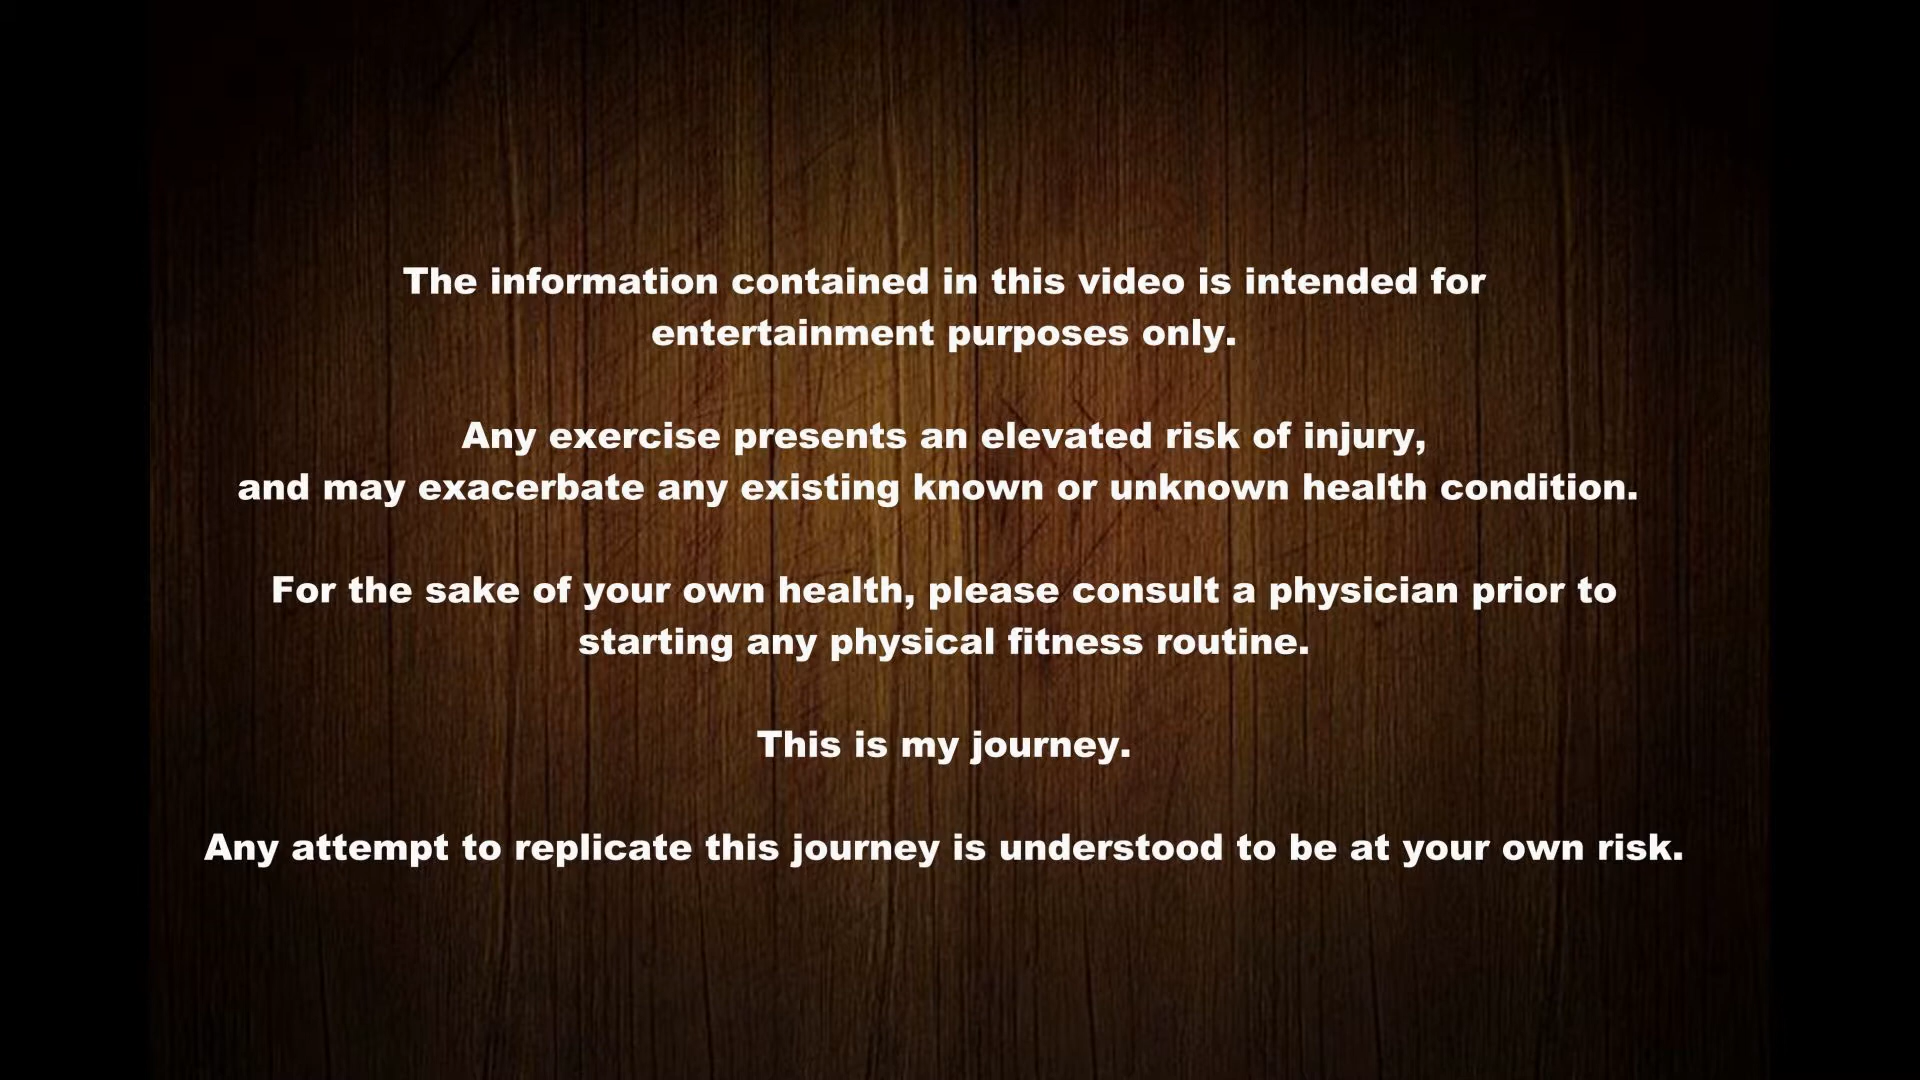 The information contained in this video is intended for
entertainment purposes only.
Any exercise presents an elevated risk of injury,
and may exacerbate any existing known or unknown health condition.
For the sake of your own health, please consult a physician prior to
starting any physical fitness routine.
This is my journey.
Any attempt to replicate this journey is understood to be at your own risk.